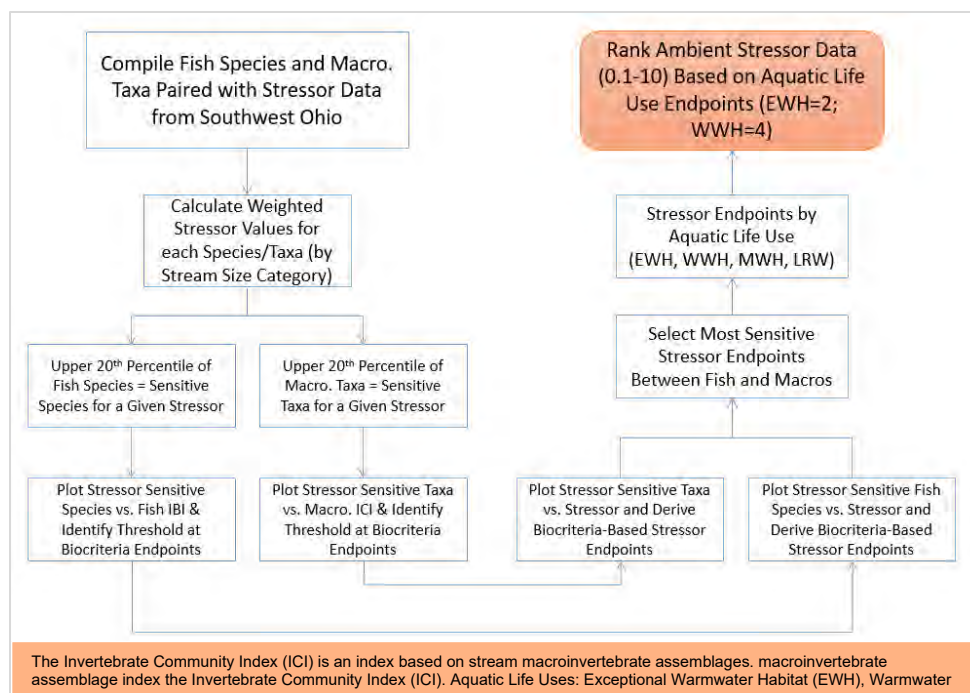 Compile Fish Species and Macro.
Taxa Paired with Stressor Data
from Southwest Ohio
Calculate Weighted
Stressor Values for
each Species/Taxa (by
Stream Size Category)
Upper 20th Percentile of
Fish Species = Sensitive
Species for a Given Stressor
Upper 20th Percentile of
Macro. Taxa = Sensitive
Taxa for a Given Stressor
Plot Stressor Sensitive
Species vs. Fish IBI &
Identify Threshold at
Biocriteria Endpoints
Plot Stressor Sensitive Taxa
vs. Macro. ICI & Identify
Threshold at Biocriteria
Endpoints
Plot Stressor Sensitive Taxa
vs. Stressor and Derive
Biocriteria-Based Stressor
Endpoints
Plot Stressor Sensitive Fish
Species vs. Stressor and
Derive Biocriteria-Based
Stressor Endpoints
Select Most Sensitive
Stressor Endpoints
Between Fish and Macros
Stressor Endpoints by
Aquatic Life Use
(EWH, WWH, MWH, LRW)
Rank Ambient Stressor Data
(0.1-10) Based on Aquatic Life
Use Endpoints (EWH=2;
WWH=4)
The Invertebrate Community Index (ICI) is an index based on stream macroinvertebrate assemblages. macroinvertebrate
assemblage index the Invertebrate Community Index (ICI). Aquatic Life Uses: Exceptional Warmwater Habitat (EWH), Warmwater